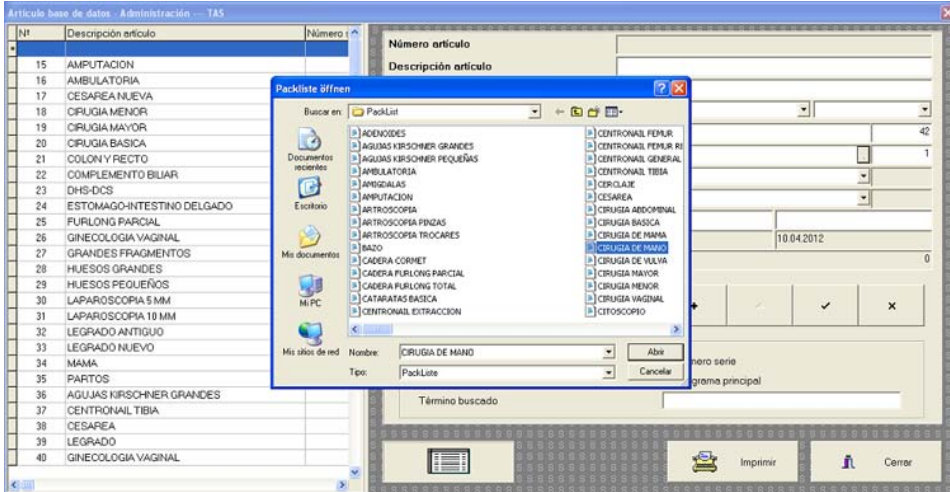 Artículo base de datos - Administración --- TAS
Nº Descripción artículo Número
15 AMPUTACION
16 AMBULATORIA
17 CESAREA NUEVA
18 CIRUGIA MENOR
19 CIRUGIA MAYOR
20 CIRUGIA BASICA
21 COLON Y RECTO
22 COMPLEMENTO BILIAR
23 DHS-DCS
24 ESTOMAGO-INTESTINO DELGADO
25 FURLONG PARCIAL
26 GINECOLOGIA VAGINAL
27 GRANDES FRAGMENTOS
28 HUESOS GRANDES
29 HUESOS PEQUEÑOS
30 LAPAROSCOPIA 5 MM
31 LAPAROSCOPIA 10 MM
32 LEGRADO ANTIGUO
33 LEGRADO NUEVO
34 MAMA
35 PARTOS
36 AGUJAS KIRSCHNER GRANDES
37 CENTRONAIL TIBIA
38 CESAREA
39 LEGRADO
40 GINECOLOGIA VAGINAL
Número artículo
Descripción artículo
42
1
10.04.2012
0
Packliste öffnen
Buscar en: PackList
Documentos recientes
Escritorio
Mis documentos
Mi PC
Mis sitios de red
ADENOIDES
AGUJAS KIRSCHNER GRANDES
AGUJAS KIRSCHNER PEQUEÑAS
AMBULATORIA
AMIGDALAS
AMPUTACION
ARTROSCOPIA
ARTROSCOPIA PINZAS
ARTROSCOPIA TROCARES
BAZO
CADERA CORMET
CADERA FURLONG PARCIAL
CADERA FURLONG TOTAL
CATARATAS BASICA
CENTRONAIL EXTRACCION
CENTRONAIL FEMUR
CENTRONAIL FEMUR RE
CENTRONAIL GENERAL
CENTRONAIL TIBIA
CERCLAJE
CESAREA
CIRUGIA ABDOMINAL
CIRUGIA BASICA
CIRUGIA DE MAMA
CIRUGIA DE MANO
CIRUGIA DE VULVA
CIRUGIA MAYOR
CIRUGIA MENOR
CIRUGIA VAGINAL
CITOSCOPIO
Nombre: CIRUGIA DE MANO Abrir
Tipo: PackListe Cancelar
mero serie
grama principal
Término buscado
Imprimir
Cerrar